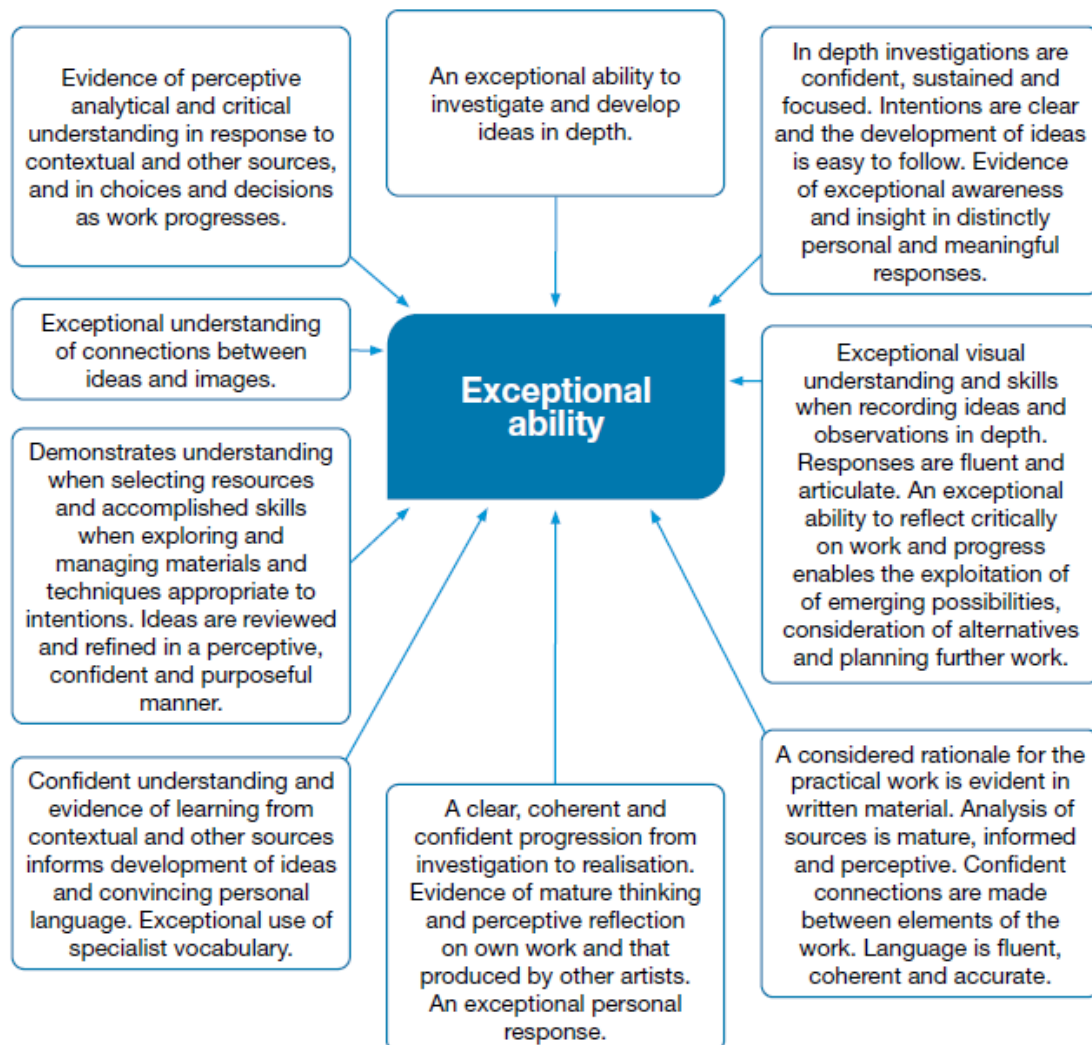 Evidence of perceptive
analytical and critical
understanding in response to
contextual and other sources,
and in choices and decisions
as work progresses.
An exceptional ability to
investigate and develop
ideas in depth.
In depth investigations are
confident, sustained and
focused. Intentions are clear
and the development of ideas
is easy to follow. Evidence
of exceptional awareness
and insight in distinctly
personal and meaningful
responses.
Exceptional understanding
of connections between
ideas and images.
Exceptional
ability
Exceptional visual
understanding and skills
when recording ideas and
observations in depth.
Responses are fluent and
articulate. An exceptional
ability to reflect critically
on work and progress
enables the exploitation of
of emerging possibilities,
consideration of alternatives
and planning further work.
Demonstrates understanding
when selecting resources
and accomplished skills
when exploring and
managing materials and
techniques appropriate to
intentions. Ideas are reviewed
and refined in a perceptive,
confident and purposeful
manner.
Confident understanding and
evidence of learning from
contextual and other sources
informs development of ideas
and convincing personal
language. Exceptional use of
specialist vocabulary.
A clear, coherent and
confident progression from
investigation to realisation.
Evidence of mature thinking
and perceptive reflection
on own work and that
produced by other artists.
An exceptional personal
response.
A considered rationale for the
practical work is evident in
written material. Analysis of
sources is mature, informed
and perceptive. Confident
connections are made
between elements of the
work. Language is fluent,
coherent and accurate.